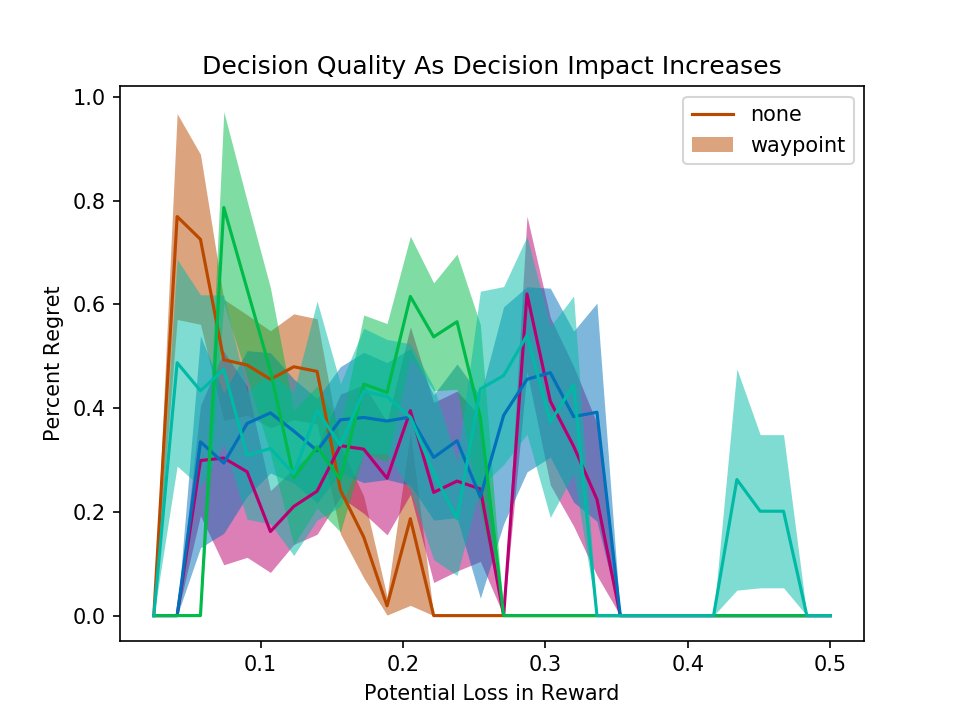 Decision Quality As Decision Impact Increases
none
waypoint
Percent Regret
1.0
0.8
0.6
0.4
0.2
0.0
0.1
0.2
0.3
0.4
0.5
Potential Loss in Reward